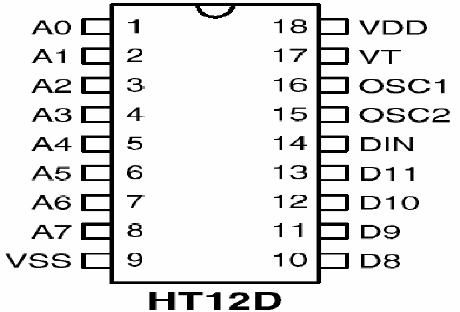 A0 1 18 VDD
A1 2 17 VT
A2 3 16 OSC1
A3 4 15 OSC2
A4 5 14 DIN
A5 6 13 D11
A6 7 12 D10
A7 8 11 D9
VSS 9 10 D8
HT12D